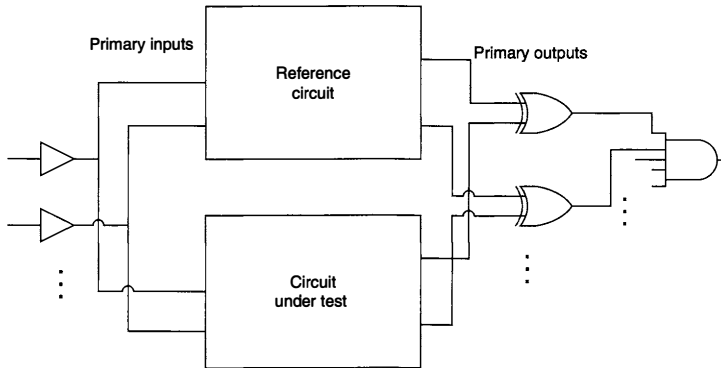 Primary inputs
Reference
circuit
Primary outputs
Circuit
under test